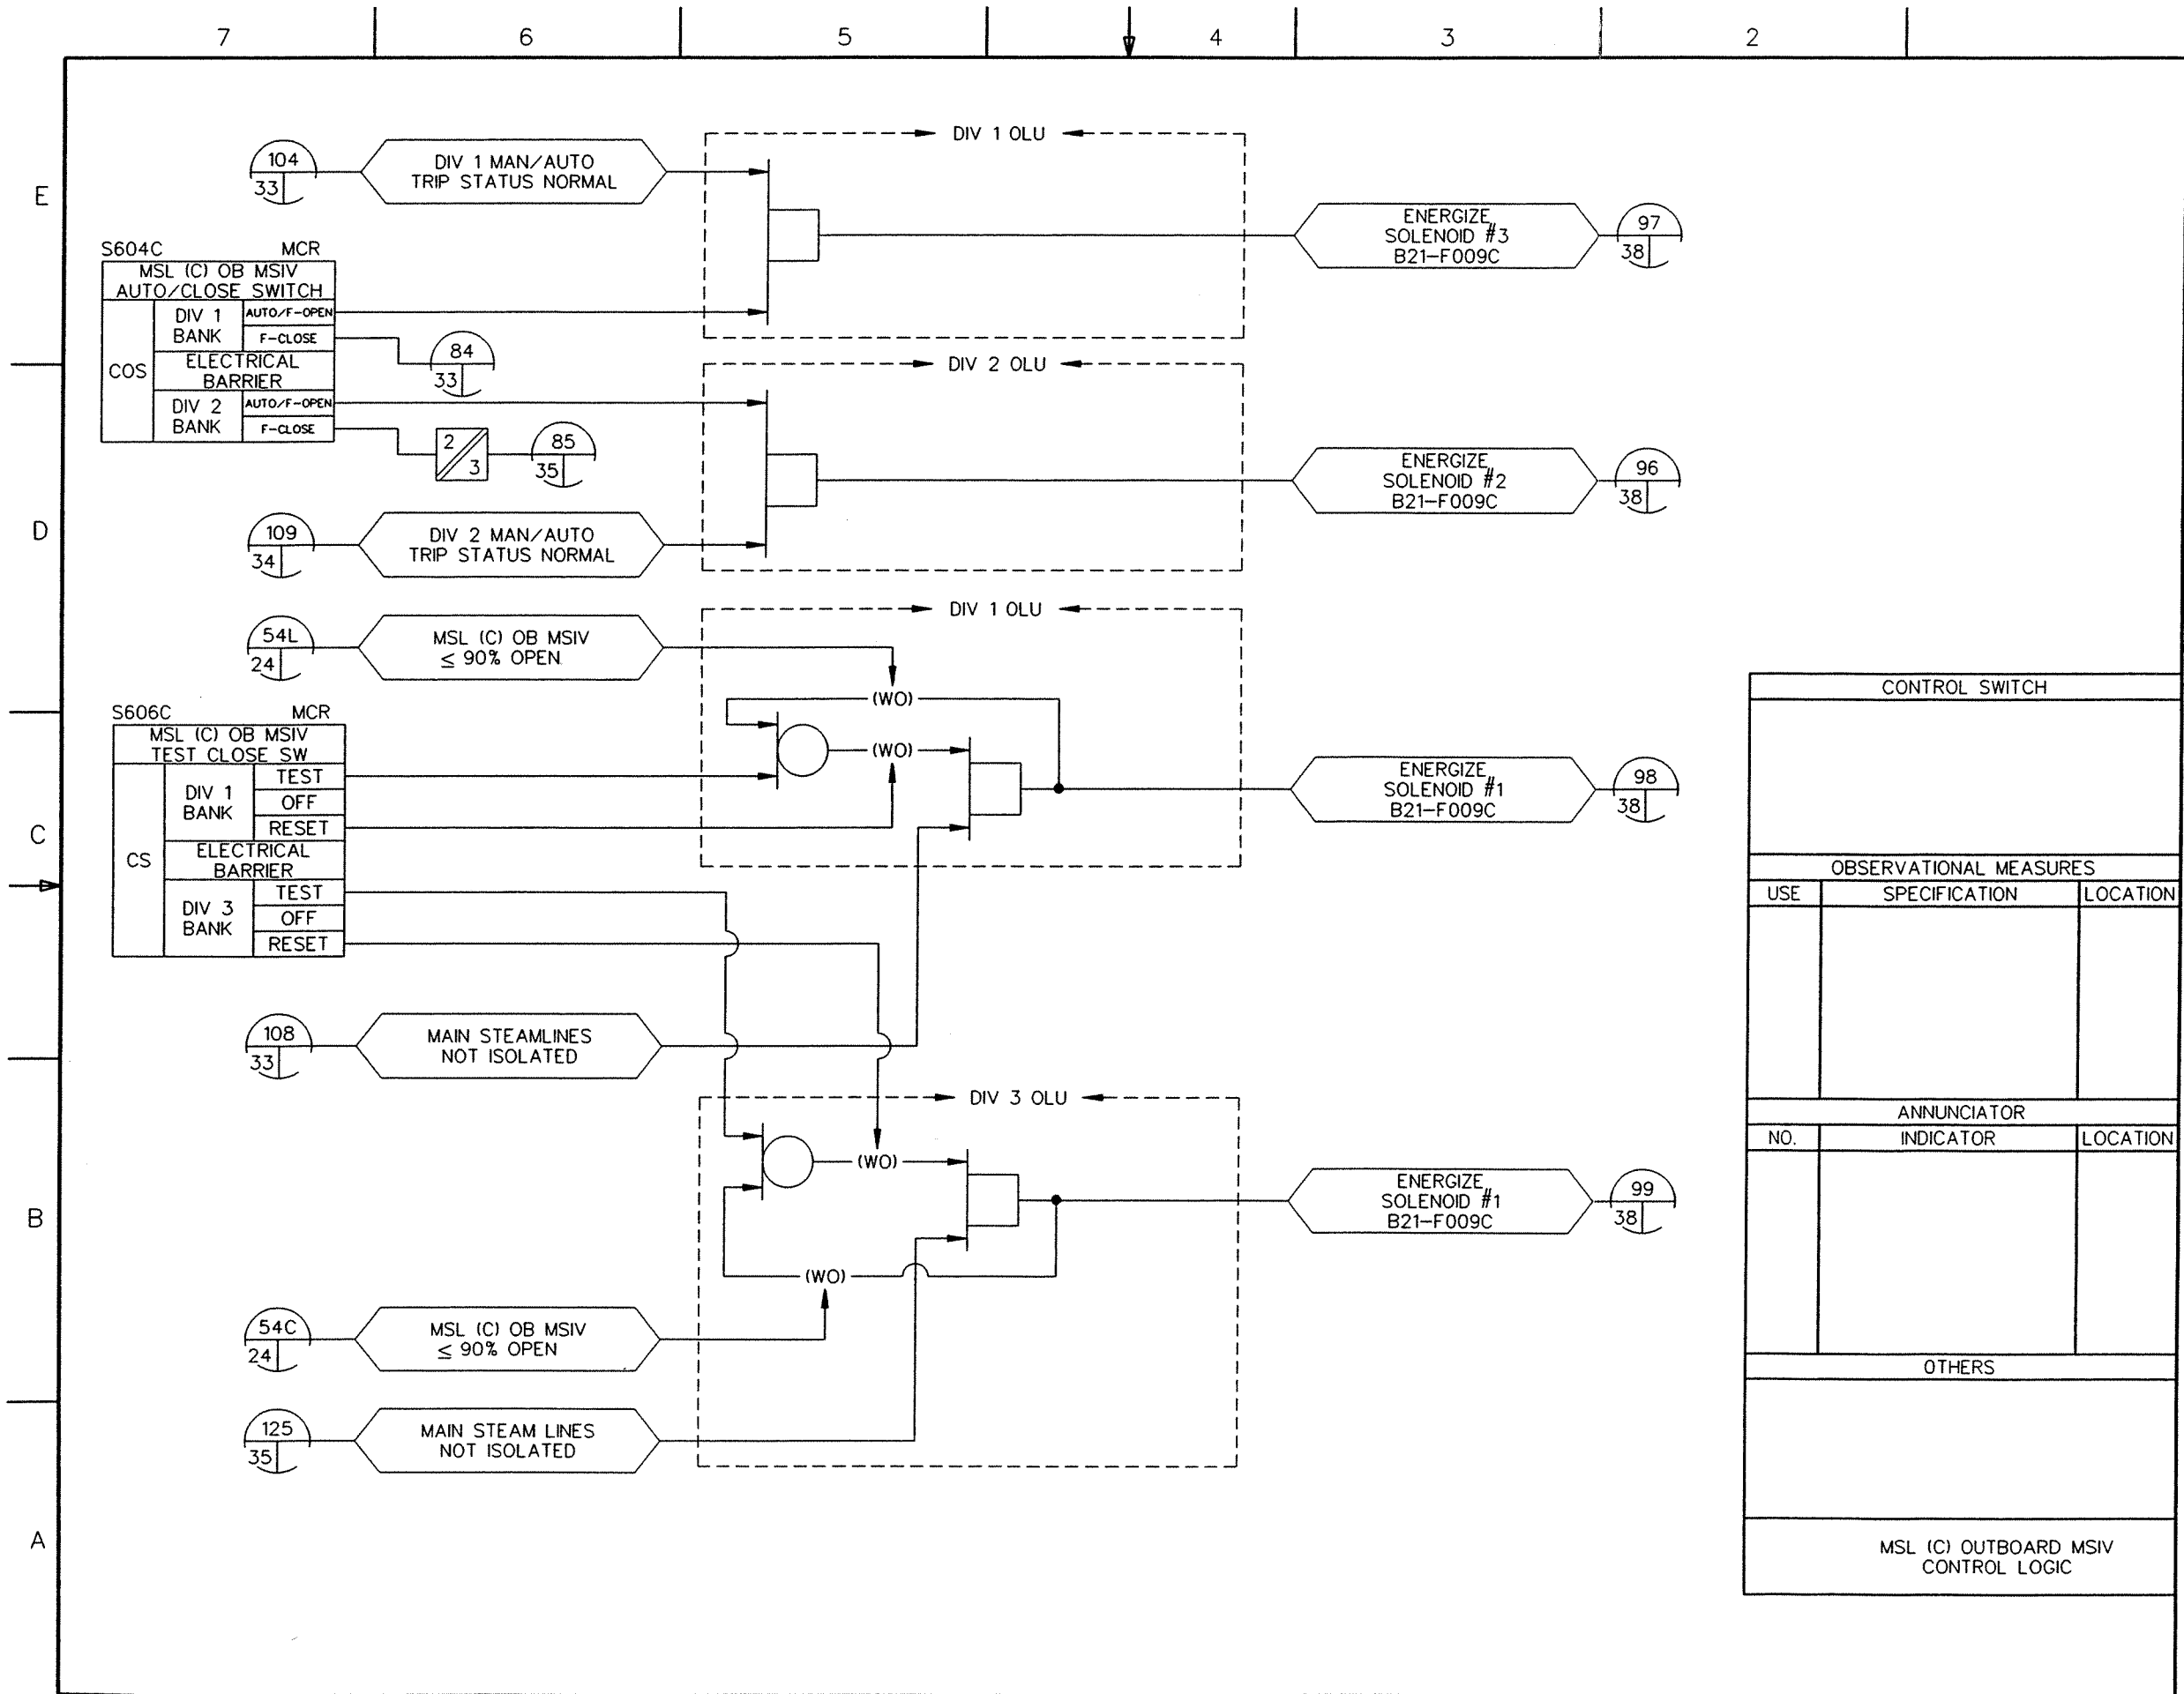 7 6 5 4 3 2
E
D
C
B
A
DIV 1 OLU
104
33
DIV 1 MAN/AUTO
TRIP STATUS NORMAL
ENERGIZE
SOLENOID #3
B21-F009C
97
38
S604C MCR
MSL (C) OB MSIV
AUTO/CLOSE SWITCH
COS
DIV 1
BANK
AUTO/F-OPEN
F-CLOSE
ELECTRICAL
BARRIER
DIV 2
BANK
AUTO/F-OPEN
F-CLOSE
84
33
2
3
85
35
DIV 2 OLU
ENERGIZE
SOLENOID #2
B21-F009C
96
38
109
34
DIV 2 MAN/AUTO
TRIP STATUS NORMAL
DIV 1 OLU
54L
24
MSL (C) OB MSIV
≤ 90% OPEN
(WO)
(WO)
S606C MCR
MSL (C) OB MSIV
TEST CLOSE SW
CS
DIV 1
BANK
TEST
OFF
RESET
ELECTRICAL
BARRIER
DIV 3
BANK
TEST
OFF
RESET
ENERGIZE
SOLENOID #1
B21-F009C
98
38
108
33
MAIN STEAMLINES
NOT ISOLATED
DIV 3 OLU
(WO)
(WO)
ENERGIZE
SOLENOID #1
B21-F009C
99
38
54C
24
MSL (C) OB MSIV
≤ 90% OPEN
125
35
MAIN STEAM LINES
NOT ISOLATED
CONTROL SWITCH
OBSERVATIONAL MEASURES
USE SPECIFICATION LOCATION
ANNUNCIATOR
NO. INDICATOR LOCATION
OTHERS
MSL (C) OUTBOARD MSIV
CONTROL LOGIC